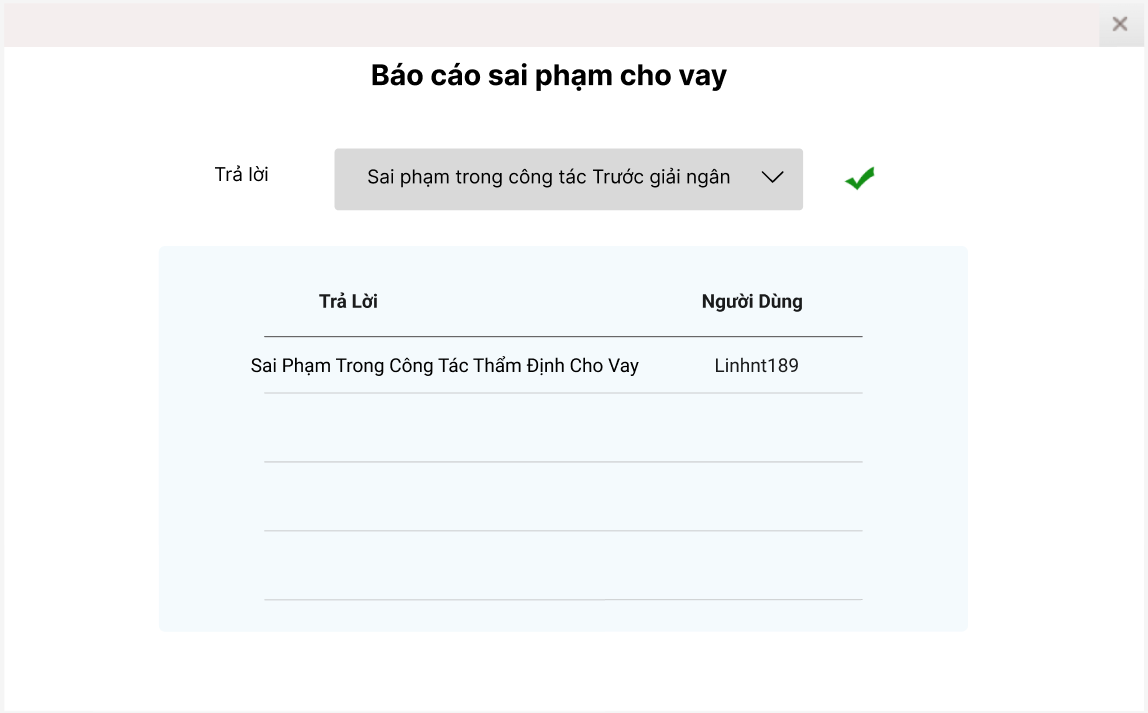 Báo cáo sai phạm cho vay
Trả lời
Sai phạm trong công tác Trước giải ngân
Trả Lời Người Dùng
Sai Phạm Trong Công Tác Thẩm Định Cho Vay Linhnt189